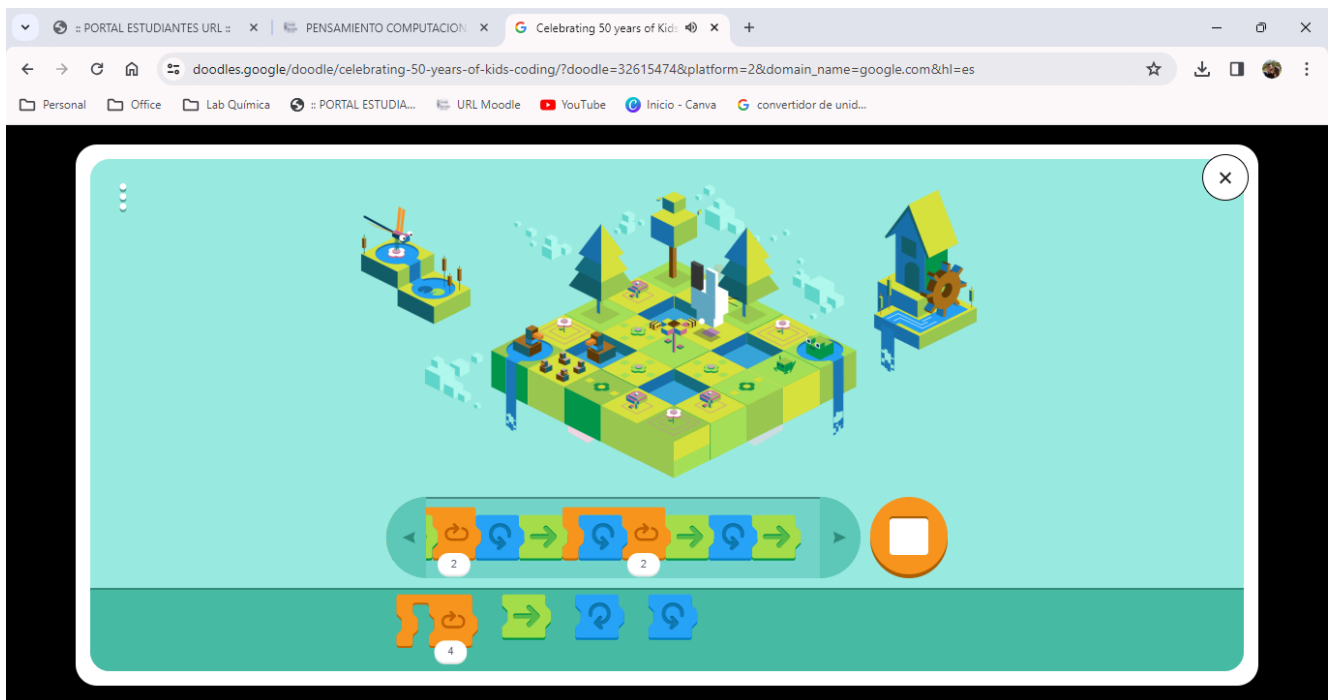 :: PORTAL ESTUDIANTES URL ::
PENSAMIENTO COMPUTACION
Celebrating 50 years of Kids
doodles.google/doodle/celebrating-50-years-of-kids-coding/?doodle=32615474&platform=2&domain_name=google.com&hl=es
Personal Office Lab Química :: PORTAL ESTUDIA... URL Moodle YouTube Inicio - Canva convertidor de unid...
2 2
4